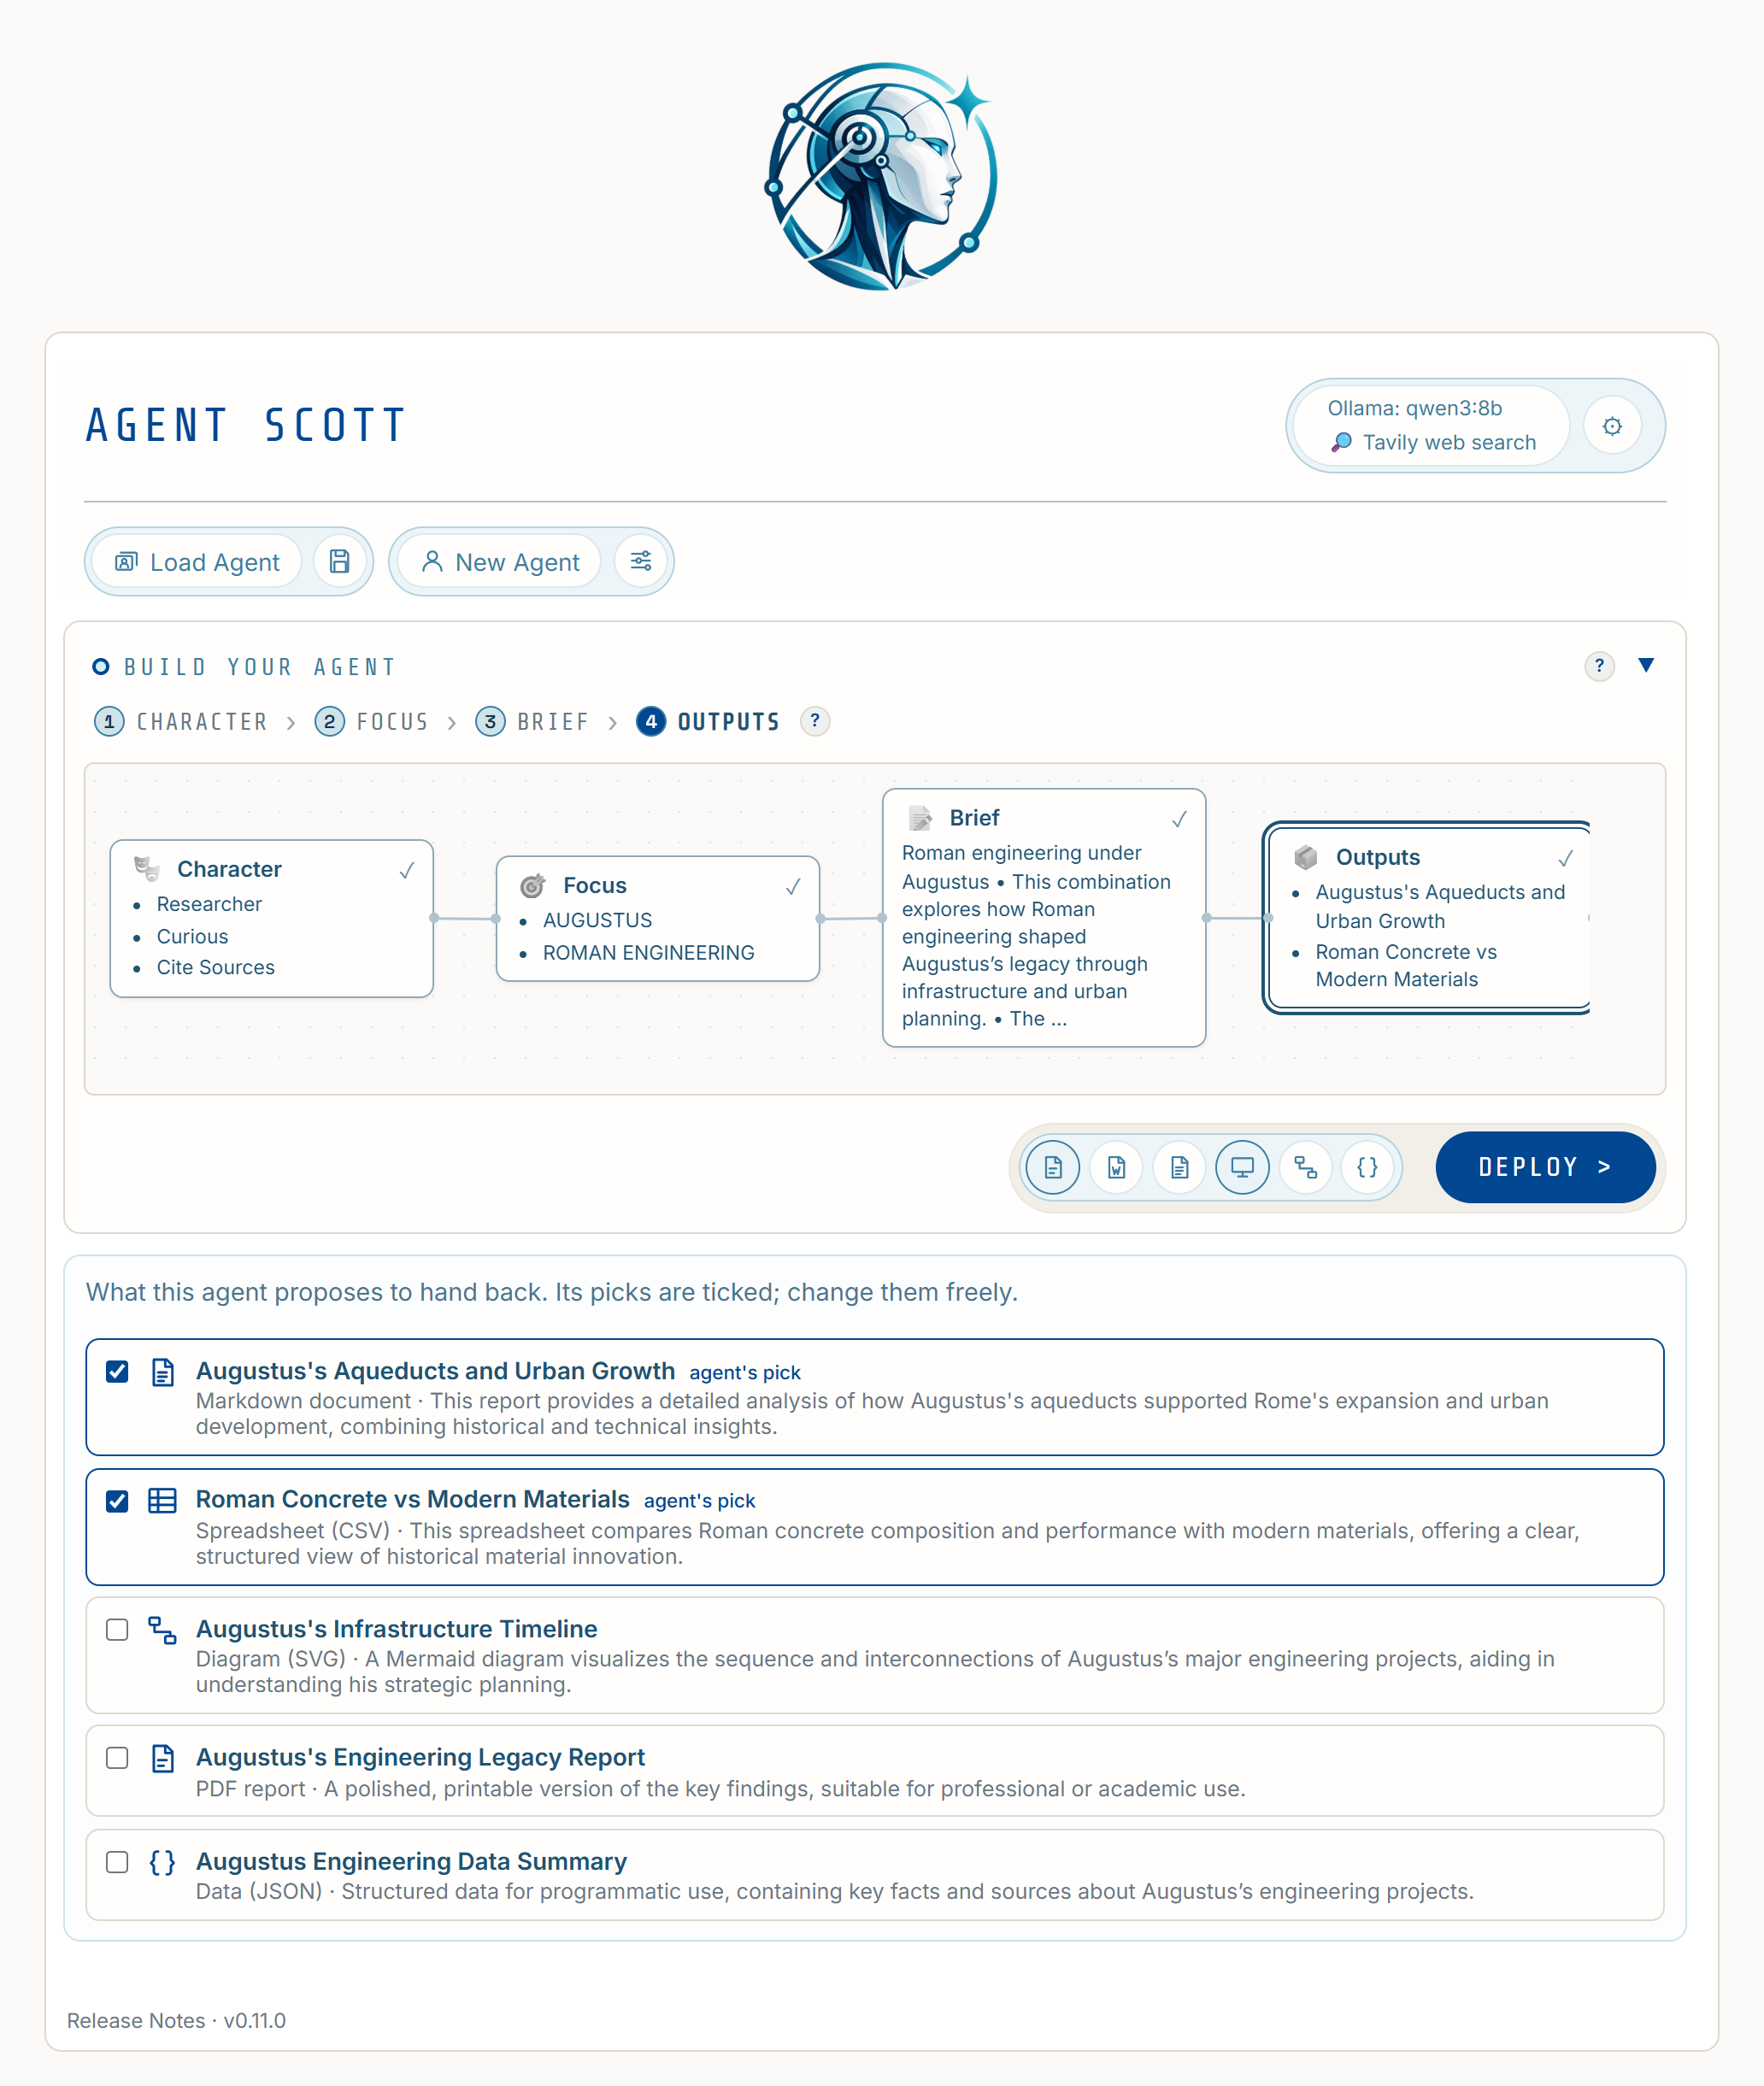 AGENT SCOTT
Ollama: qwen3:8b
Tavily web search
Load Agent
New Agent
BUILD YOUR AGENT
?
1 CHARACTER › 2 FOCUS › 3 BRIEF › 4 OUTPUTS ?
Character ✓
• Researcher
• Curious
• Cite Sources
Focus ✓
• AUGUSTUS
• ROMAN ENGINEERING
Brief ✓
Roman engineering under
Augustus • This combination
explores how Roman
engineering shaped
Augustus’s legacy through
infrastructure and urban
planning. • The ...
Outputs ✓
• Augustus's Aqueducts and
Urban Growth
• Roman Concrete vs
Modern Materials
DEPLOY >
What this agent proposes to hand back. Its picks are ticked; change them freely.
Augustus's Aqueducts and Urban Growth agent's pick
Markdown document · This report provides a detailed analysis of how Augustus's aqueducts supported Rome's expansion and urban
development, combining historical and technical insights.
Roman Concrete vs Modern Materials agent's pick
Spreadsheet (CSV) · This spreadsheet compares Roman concrete composition and performance with modern materials, offering a clear,
structured view of historical material innovation.
Augustus's Infrastructure Timeline
Diagram (SVG) · A Mermaid diagram visualizes the sequence and interconnections of Augustus’s major engineering projects, aiding in
understanding his strategic planning.
Augustus's Engineering Legacy Report
PDF report · A polished, printable version of the key findings, suitable for professional or academic use.
Augustus Engineering Data Summary
Data (JSON) · Structured data for programmatic use, containing key facts and sources about Augustus’s engineering projects.
Release Notes · v0.11.0